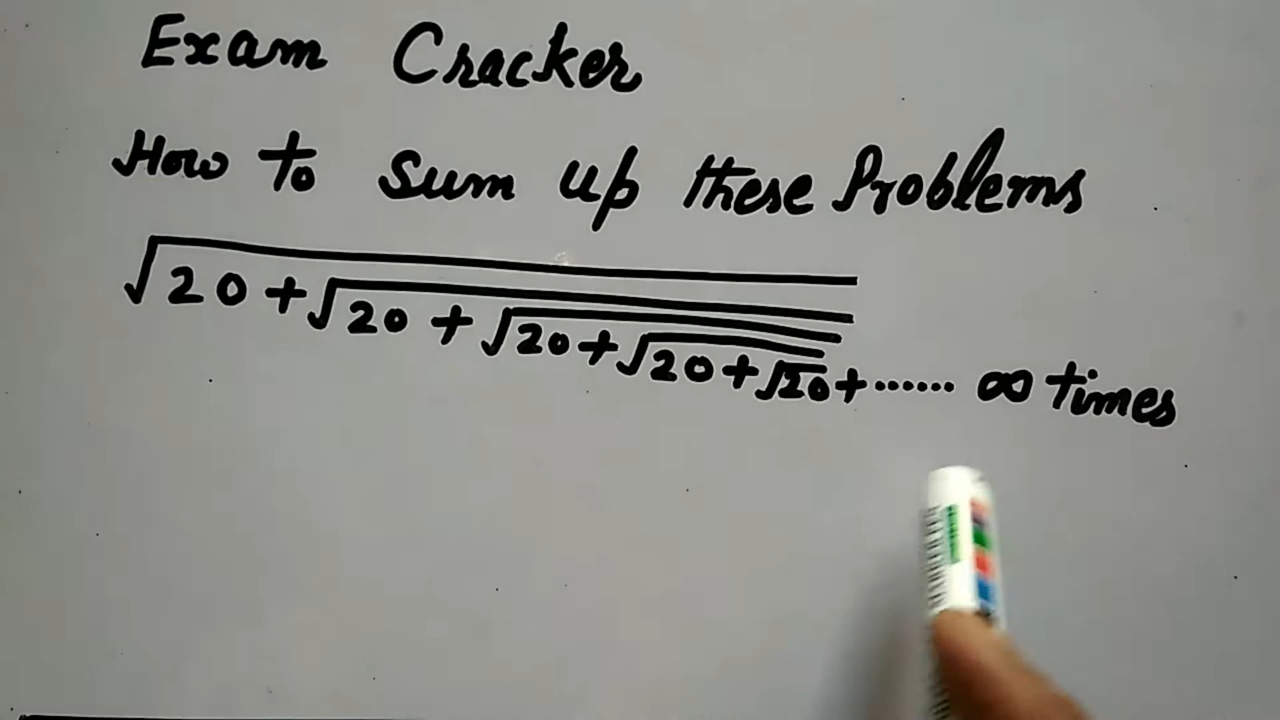 Exam Cracker
How to Sum up these Problems
√20+√20+√20+√20+√20+...... ∞ times